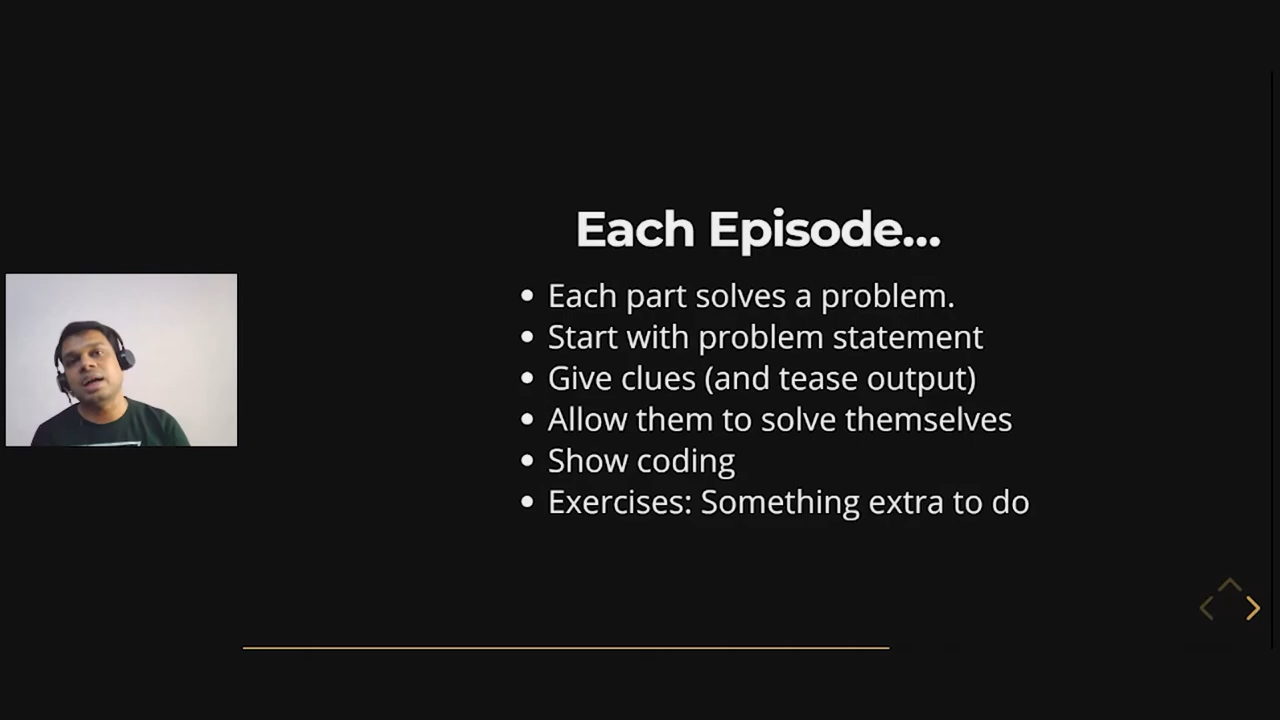 Each Episode...
Each part solves a problem.
Start with problem statement
Give clues (and tease output)
Allow them to solve themselves
Show coding
Exercises: Something extra to do